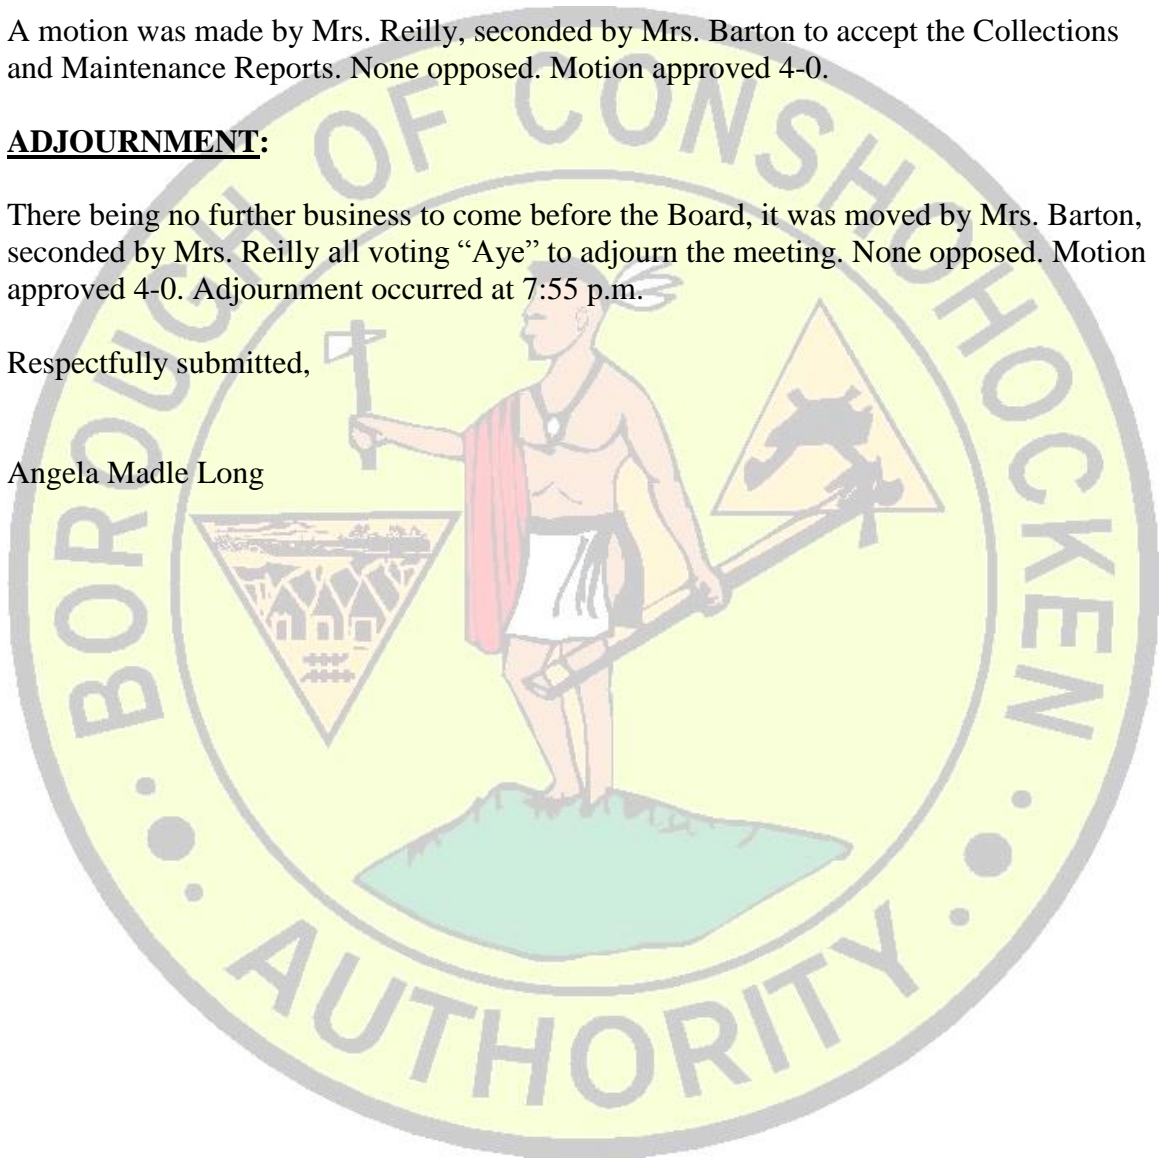 A motion was made by Mrs. Reilly, seconded by Mrs. Barton to accept the Collections
and Maintenance Reports. None opposed. Motion approved 4-0.
ADJOURNMENT:
There being no further business to come before the Board, it was moved by Mrs. Barton,
seconded by Mrs. Reilly all voting “Aye” to adjourn the meeting. None opposed. Motion
approved 4-0. Adjournment occurred at 7:55 p.m.
Respectfully submitted,
Angela Madle Long
BOROUGH OF CONSHOHOCKEN
AUTHORITY